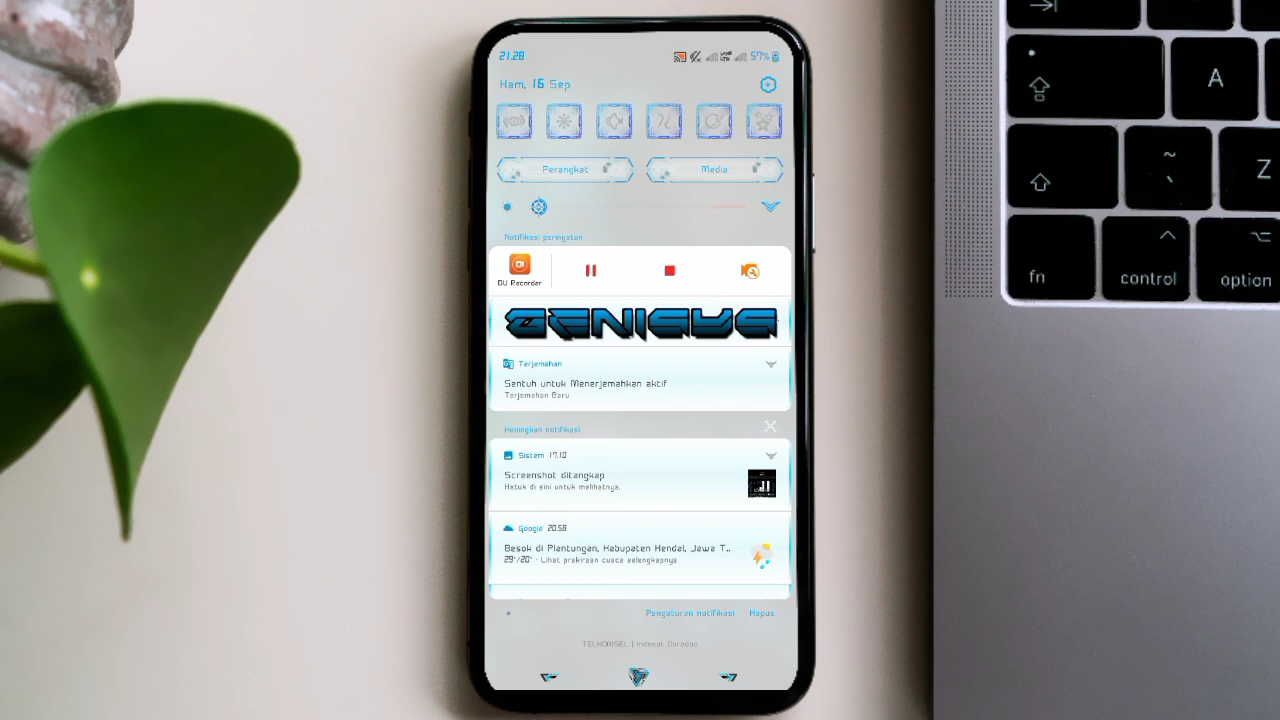 21.28
57%
Ham, 16 Sep
Perangkat
Media
Notifikasi peringatan
DU Recorder
Terjemahan
Sentuh untuk Menerjemahkan aktif
Terjemahan Baru
Heningkan notifikasi
Sistem 17.10
Screenshot ditangkap
Ketuk di sini untuk melihatnya.
Google 20.58
Besok di Plantungan, Kabupaten Kendal, Jawa T..
29°/20° · Lihat prakiraan cuaca selengkapnya
Pengaturan notifikasi Hapus
TELKOMSEL | Indosat Ooredoo
A
~
Z
fn
control
option